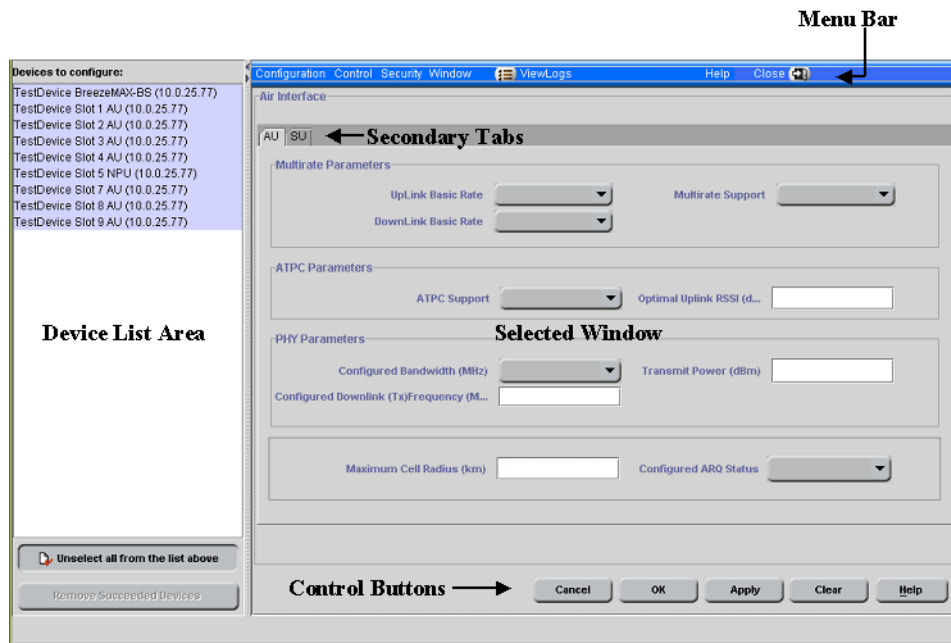 Menu Bar
Devices to configure:
TestDevice BreezeMAX-BS (10.0.25.77)
TestDevice Slot 1 AU (10.0.25.77)
TestDevice Slot 2 AU (10.0.25.77)
TestDevice Slot 3 AU (10.0.25.77)
TestDevice Slot 4 AU (10.0.25.77)
TestDevice Slot 5 NPU (10.0.25.77)
TestDevice Slot 7 AU (10.0.25.77)
TestDevice Slot 8 AU (10.0.25.77)
TestDevice Slot 9 AU (10.0.25.77)
Device List Area
Unselect all from the list above
Remove Succeeded Devices
Configuration Control Security Window ViewLogs Help Close
Air Interface
AU SU Secondary Tabs
Multirate Parameters
UpLink Basic Rate Multirate Support
DownLink Basic Rate
ATPC Parameters
ATPC Support Optimal Uplink RSSI (d...
Selected Window
PHY Parameters
Configured Bandwidth (MHz) Transmit Power (dBm)
Configured Downlink (Tx)Frequency (M...
Maximum Cell Radius (km) Configured ARQ Status
Control Buttons Cancel OK Apply Clear Help